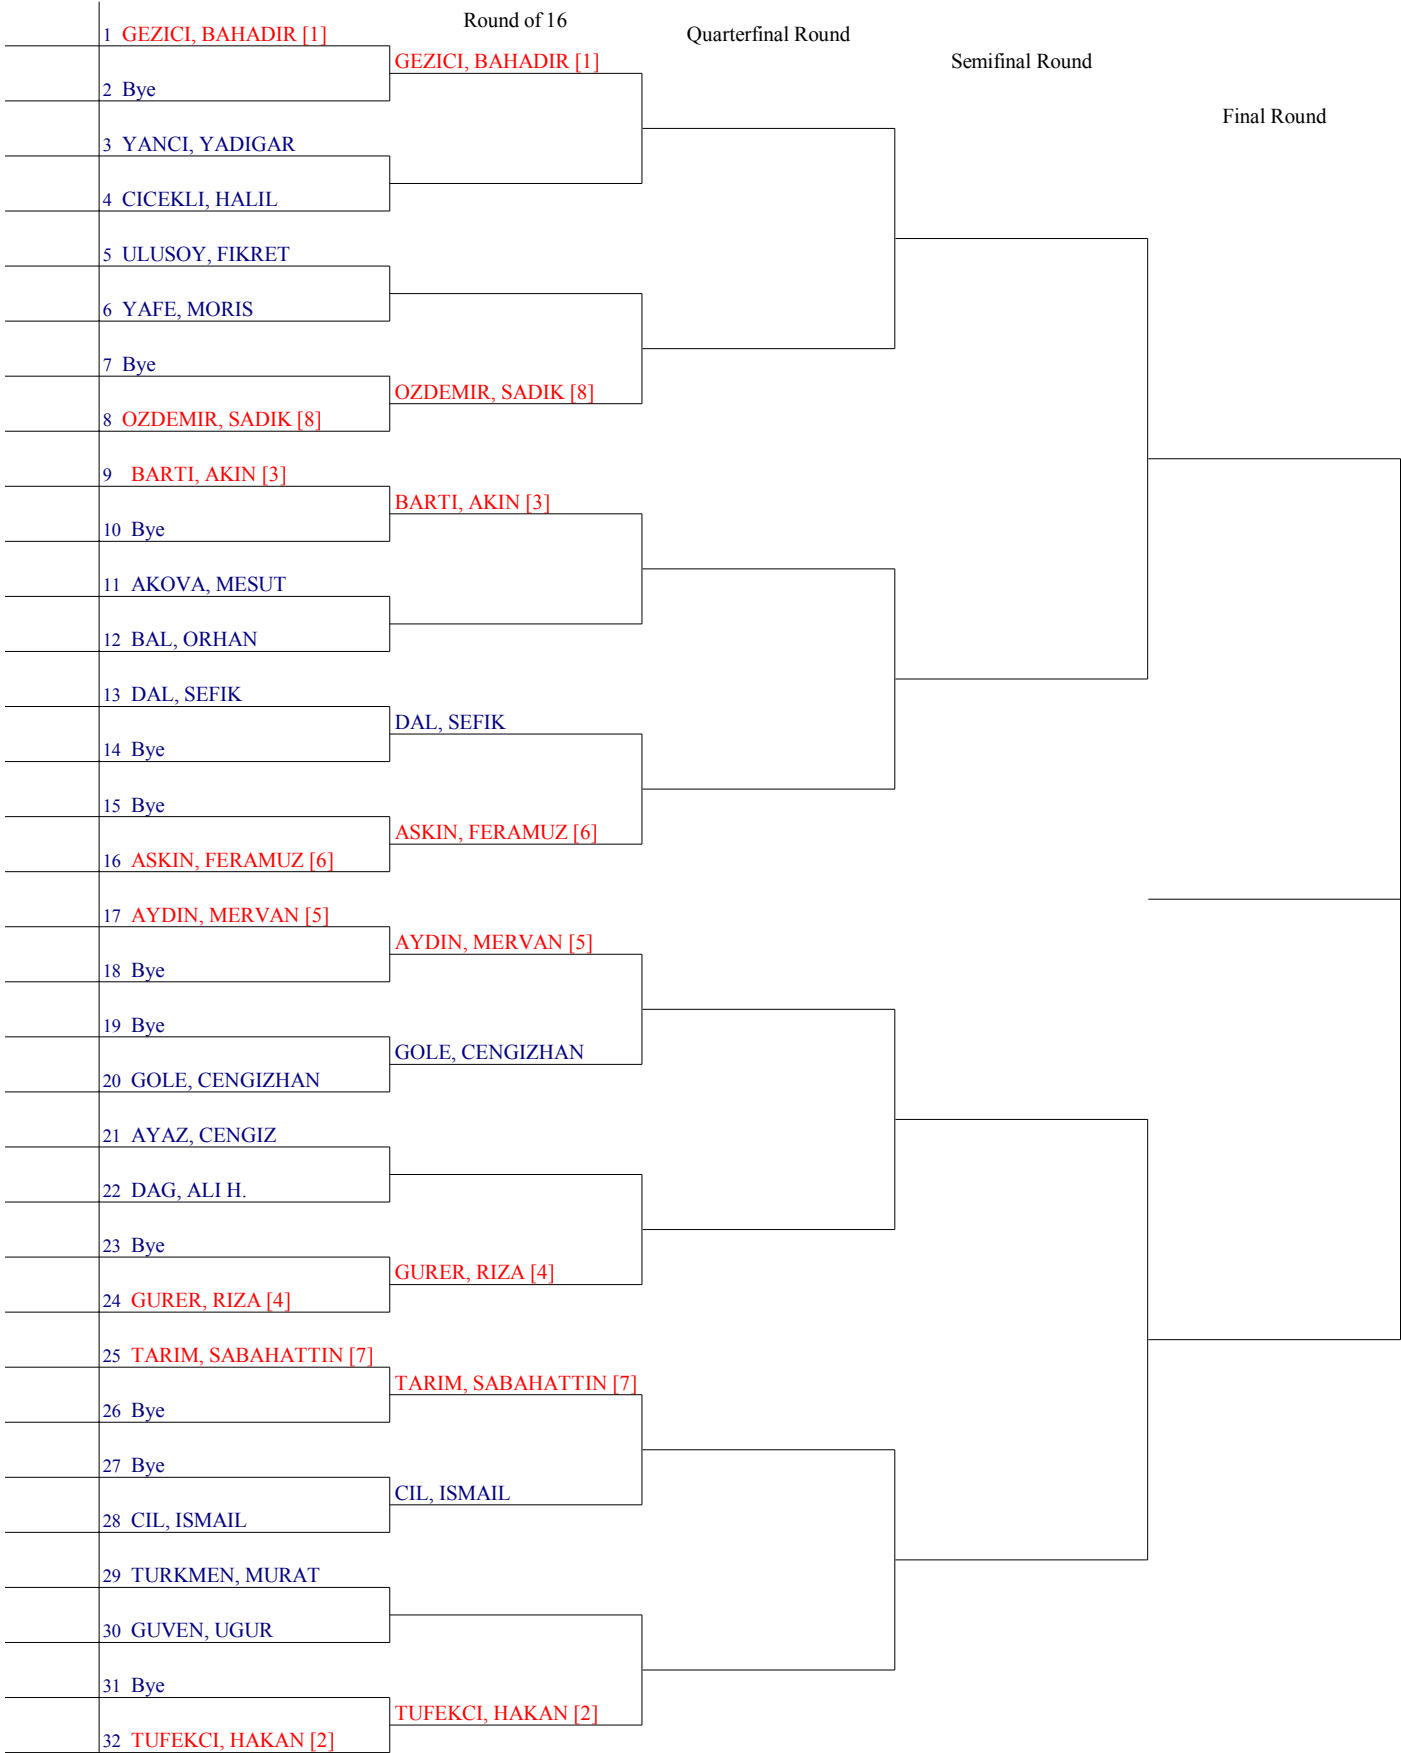 Round of 16
Quarterfinal Round
Semifinal Round
Final Round
1 GEZICI, BAHADIR [1]
2 Bye
3 YANCI, YADIGAR
4 CICEKLI, HALIL
5 ULUSOY, FIKRET
6 YAFE, MORIS
7 Bye
8 OZDEMIR, SADIK [8]
9 BARTI, AKIN [3]
10 Bye
11 AKOVA, MESUT
12 BAL, ORHAN
13 DAL, SEFIK
14 Bye
15 Bye
16 ASKIN, FERAMUZ [6]
17 AYDIN, MERVAN [5]
18 Bye
19 Bye
20 GOLE, CENGIZHAN
21 AYAZ, CENGIZ
22 DAG, ALI H.
23 Bye
24 GURER, RIZA [4]
25 TARIM, SABAHATTIN [7]
26 Bye
27 Bye
28 CIL, ISMAIL
29 TURKMEN, MURAT
30 GUVEN, UGUR
31 Bye
32 TUFEKCI, HAKAN [2]
GEZICI, BAHADIR [1]
OZDEMIR, SADIK [8]
BARTI, AKIN [3]
DAL, SEFIK
ASKIN, FERAMUZ [6]
AYDIN, MERVAN [5]
GOLE, CENGIZHAN
GURER, RIZA [4]
TARIM, SABAHATTIN [7]
CIL, ISMAIL
TUFEKCI, HAKAN [2]